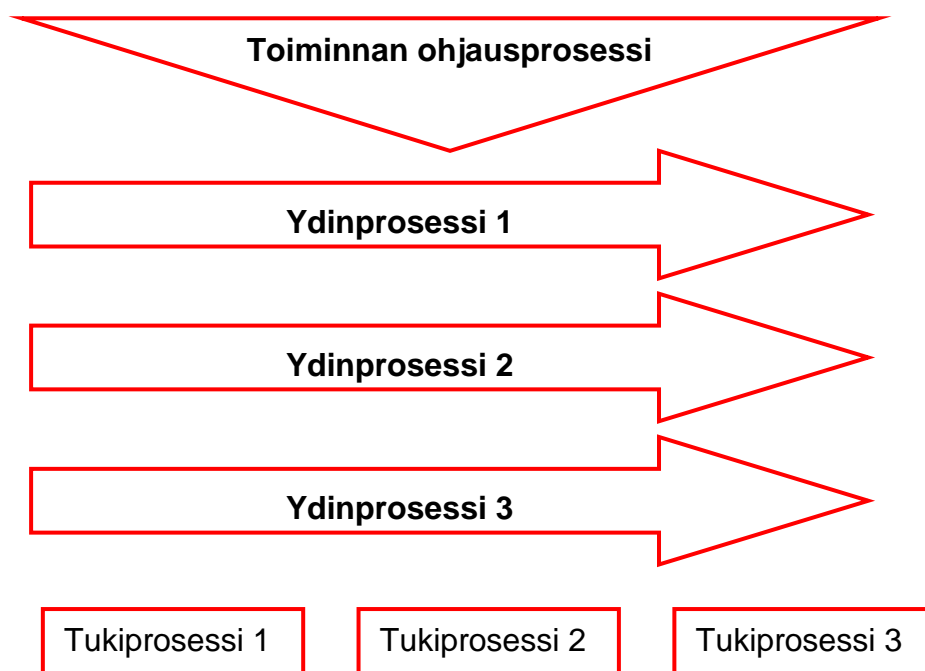 Toiminnan ohjausprosessi
Ydinprosessi 1
Ydinprosessi 2
Ydinprosessi 3
Tukiprosessi 1
Tukiprosessi 2
Tukiprosessi 3